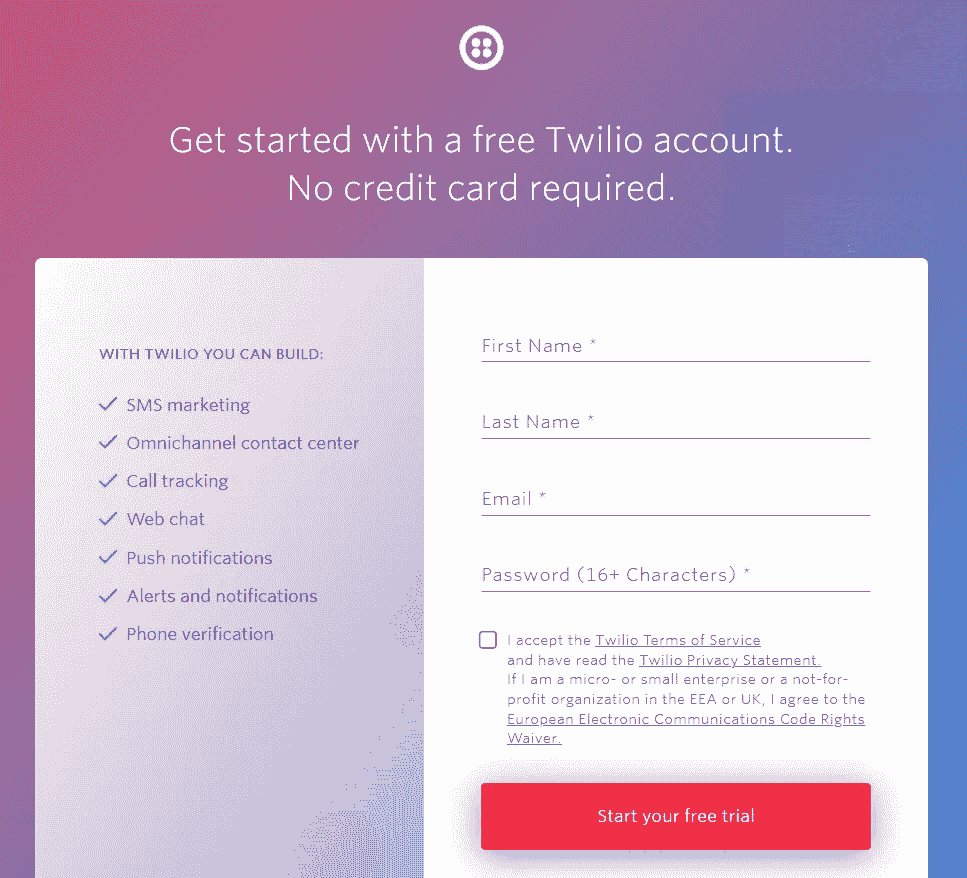 Get started with a free Twilio account.
No credit card required.
WITH TWILIO YOU CAN BUILD:
SMS marketing
Omnichannel contact center
Call tracking
Web chat
Push notifications
Alerts and notifications
Phone verification
First Name *
Last Name *
Email *
Password (16+ Characters) *
I accept the Twilio Terms of Service
and have read the Twilio Privacy Statement.
If I am a micro- or small enterprise or a not-for-
profit organization in the EEA or UK, I agree to the
European Electronic Communications Code Rights
Waiver.
Start your free trial